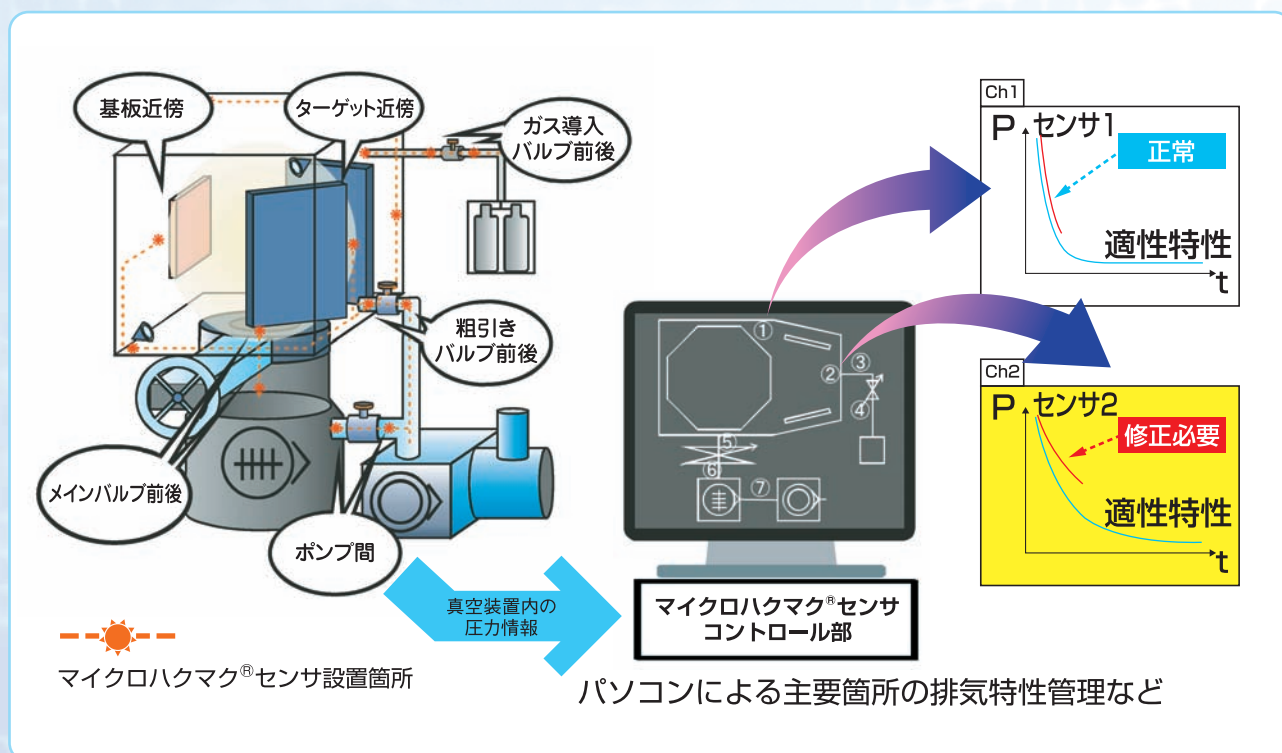 基板近傍
ターゲット近傍
ガス導入
バルブ前後
粗引き
バルブ前後
メインバルブ前後
ポンプ間
マイクロハクマク®センサ設置箇所
真空装置内の
圧力情報
①
②
③
④
⑤
⑥
⑦
マイクロハクマク®センサ
コントロール部
パソコンによる主要箇所の排気特性管理など
Ch1
P
センサ1
正常
適性特性
t
Ch2
P
センサ2
修正必要
適性特性
t